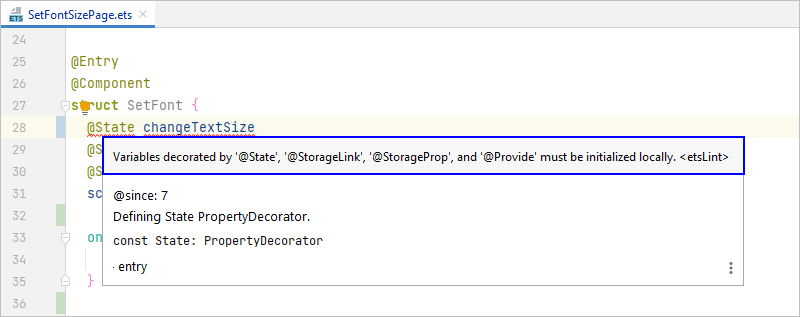 SetFontSizePage.ets
24
25 @Entry
26 @Component
27 struct SetFont {
28 @State changeTextSize
Variables decorated by '@State', '@StorageLink', '@StorageProp', and '@Provide' must be initialized locally. <etsLint>
29 @S
30 @S
31 sc
@since: 7
Defining State PropertyDecorator.
const State: PropertyDecorator
entry
32
33 on
34
35 }
36